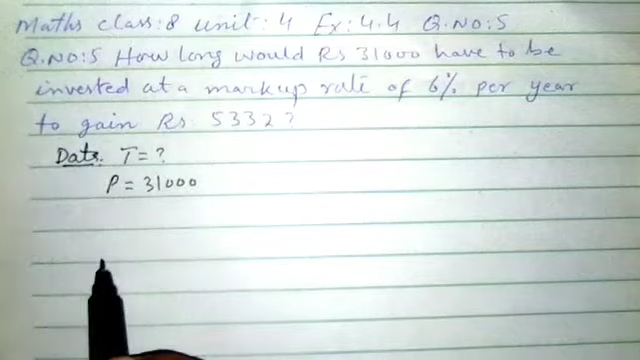 Maths class:8 unit:4 Ex:4.4 Q.NO:5
Q.NO:5 How long would Rs 31000 have to be
invested at a markup rate of 6% per year
to gain Rs. 5332?
Data. T=?
P = 31000